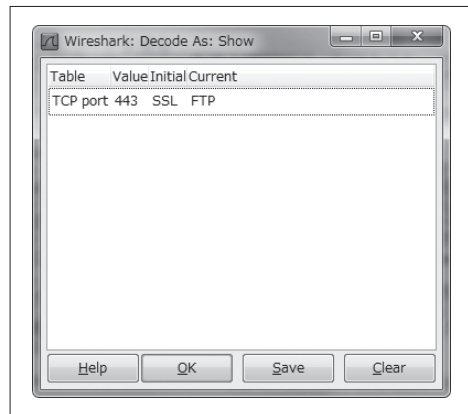 Wireshark: Decode As: Show
Table Value Initial Current
TCP port 443 SSL FTP
Help OK Save Clear